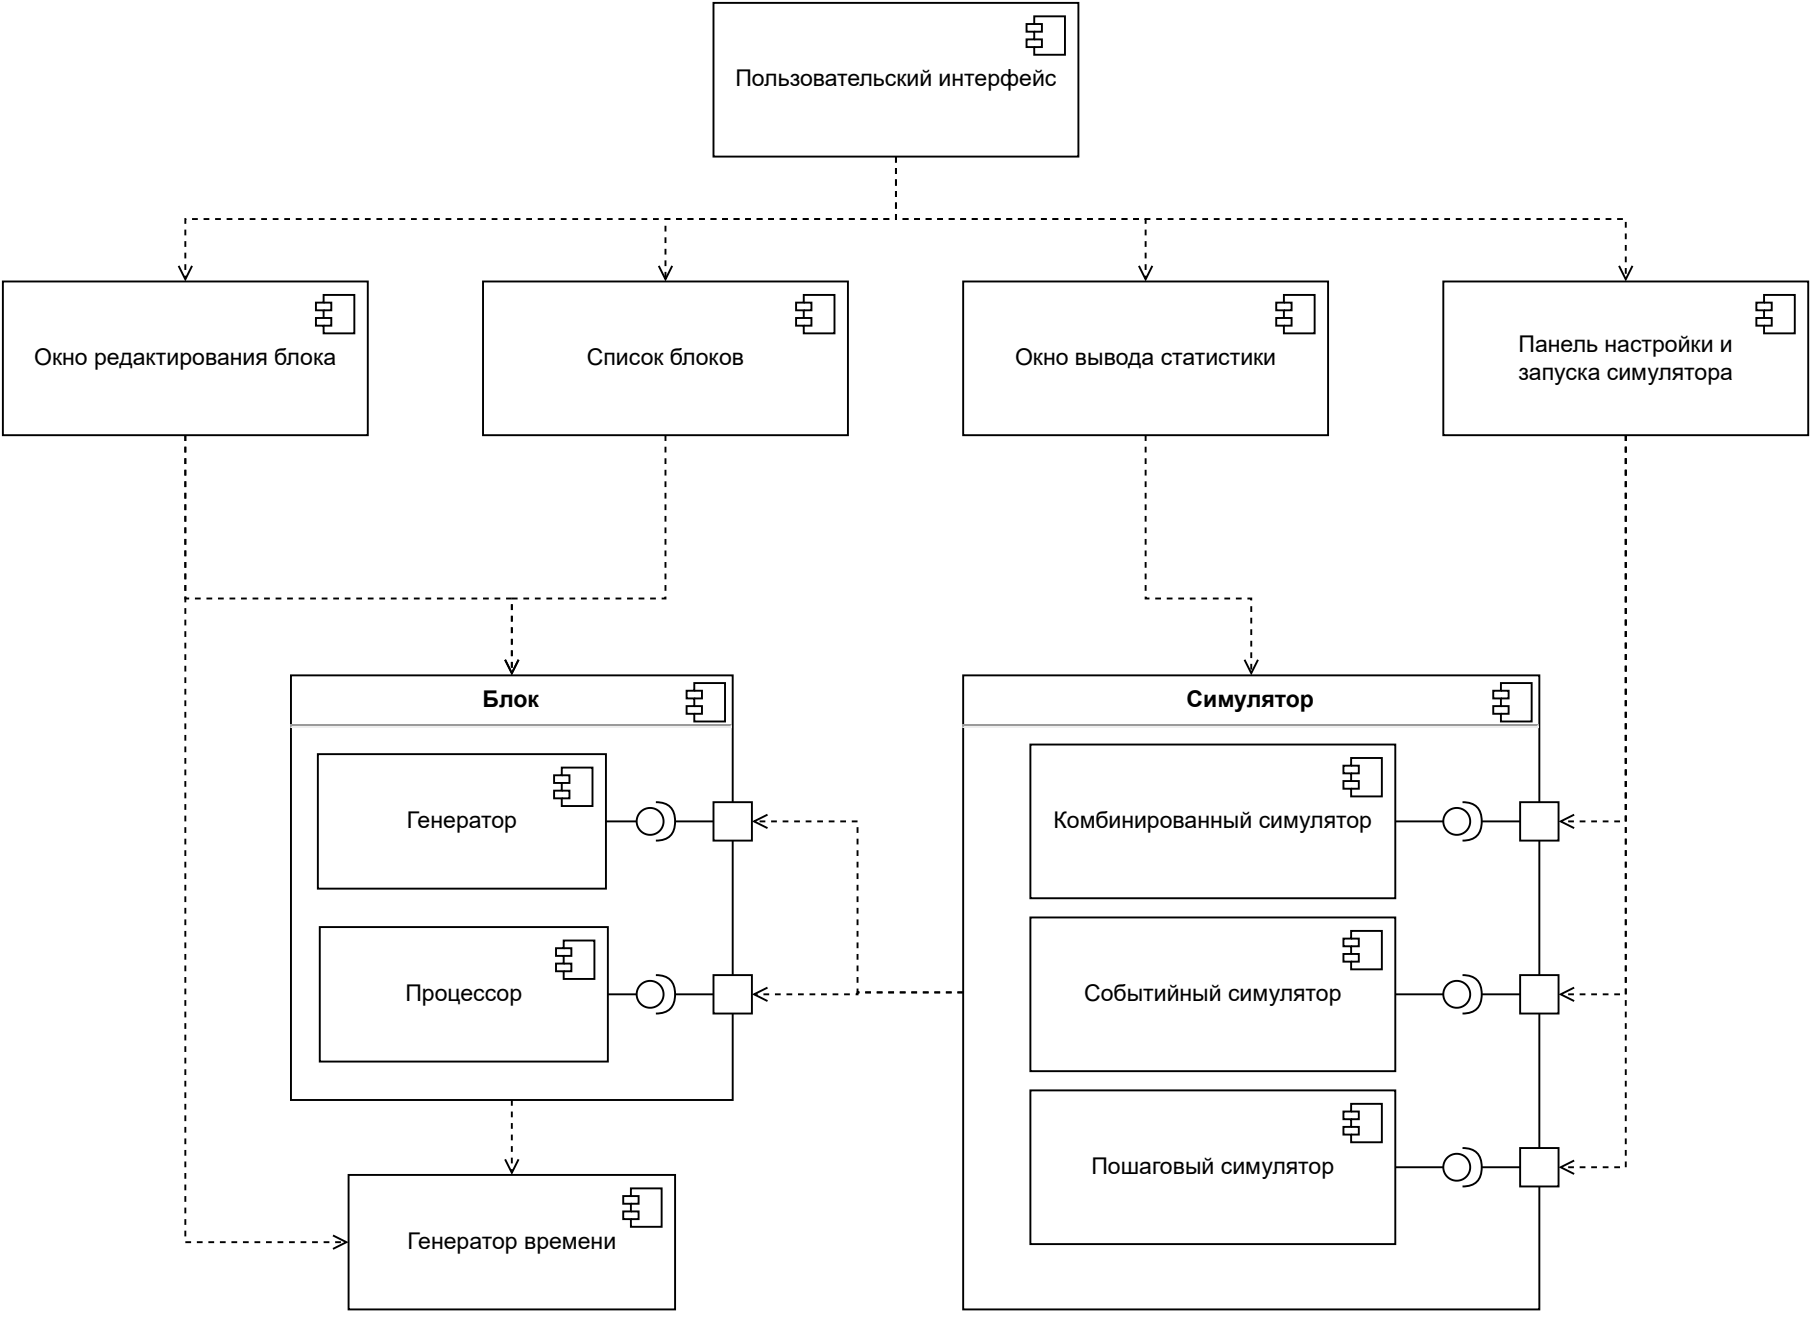 Пользовательский интерфейс
Окно редактирования блока
Список блоков
Окно вывода статистики
Панель настройки и
запуска симулятора
Блок
Генератор
Процессор
Симулятор
Комбинированный симулятор
Событийный симулятор
Пошаговый симулятор
Генератор времени